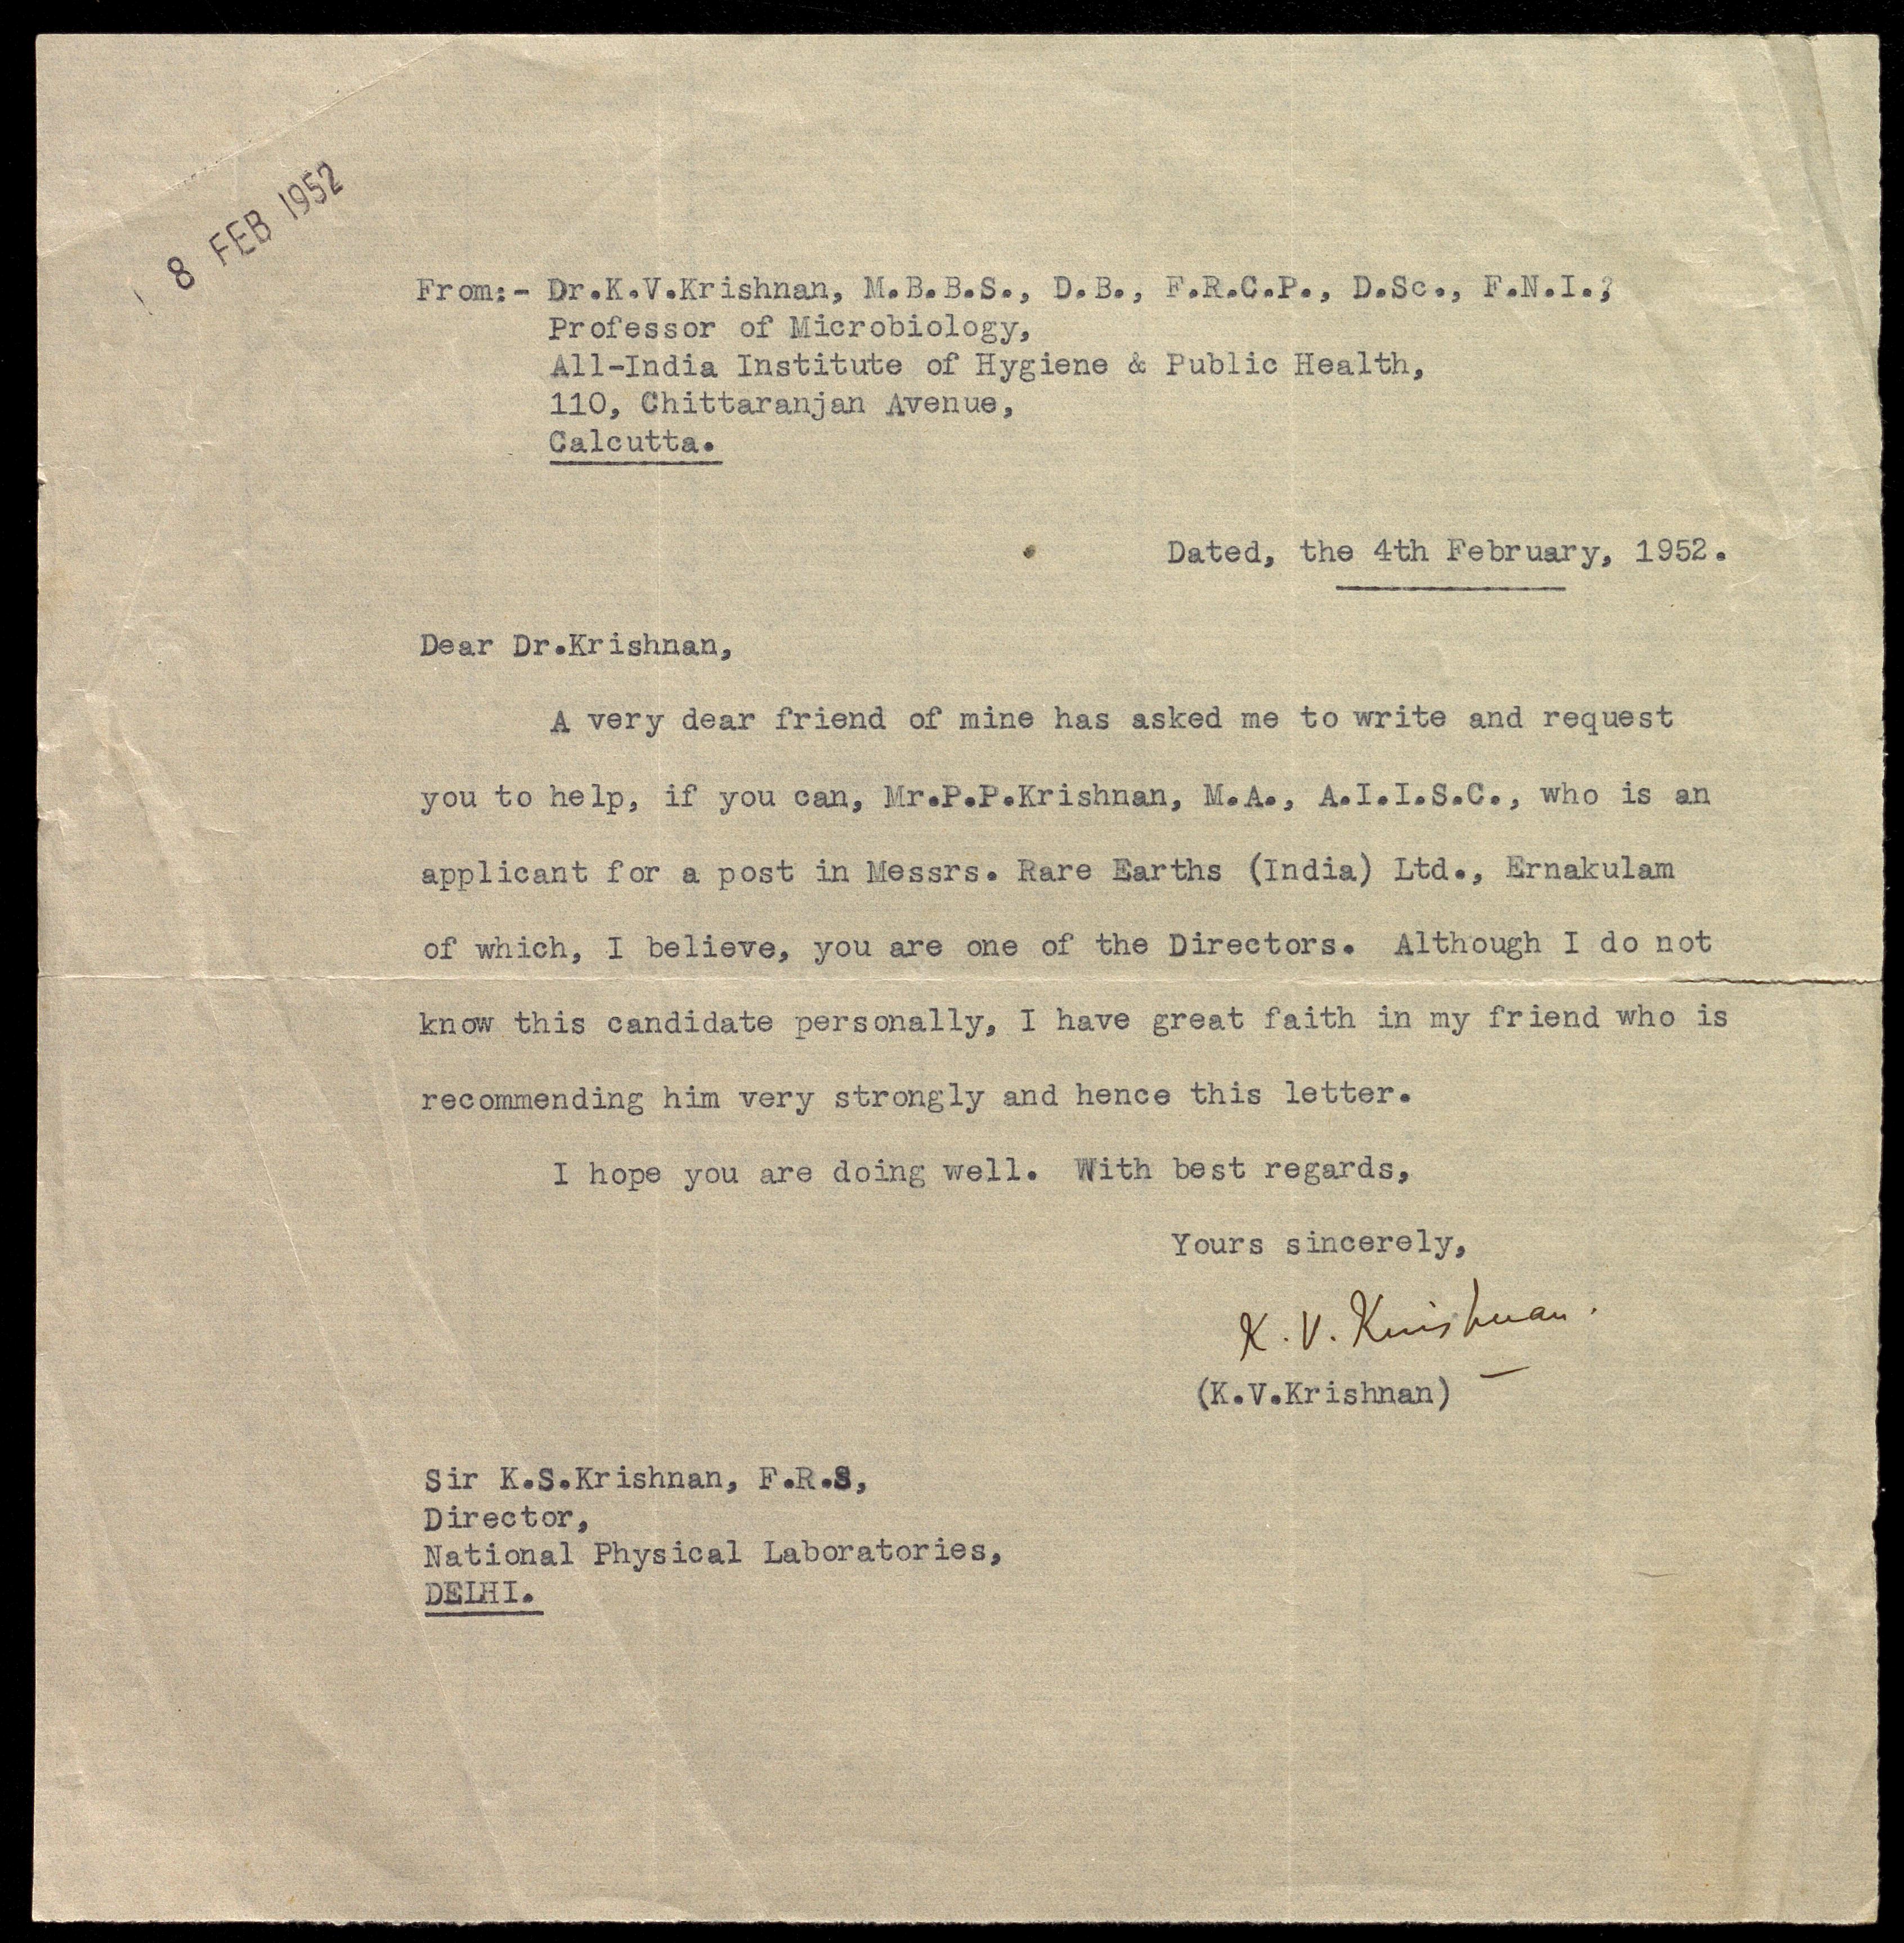 8 FEB 1952
From:- Dr.K.V.Krishnan, M.B.B.S., D.B., F.R.C.P., D.Sc., F.N.I.,
Professor of Microbiology,
All-India Institute of Hygiene & Public Health,
110, Chittaranjan Avenue,
Calcutta.
Dated, the 4th February, 1952.
Dear Dr.Krishnan,
A very dear friend of mine has asked me to write and request
you to help, if you can, Mr.P.P.Krishnan, M.A., A.I.I.S.C., who is an
applicant for a post in Messrs. Rare Earths (India) Ltd., Ernakulam
of which, I believe, you are one of the Directors. Although I do not
know this candidate personally, I have great faith in my friend who is
recommending him very strongly and hence this letter.
I hope you are doing well. With best regards,
Yours sincerely,
K. V. Krishnan.
(K.V.Krishnan)
Sir K.S.Krishnan, F.R.S,
Director,
National Physical Laboratories,
DELHI.